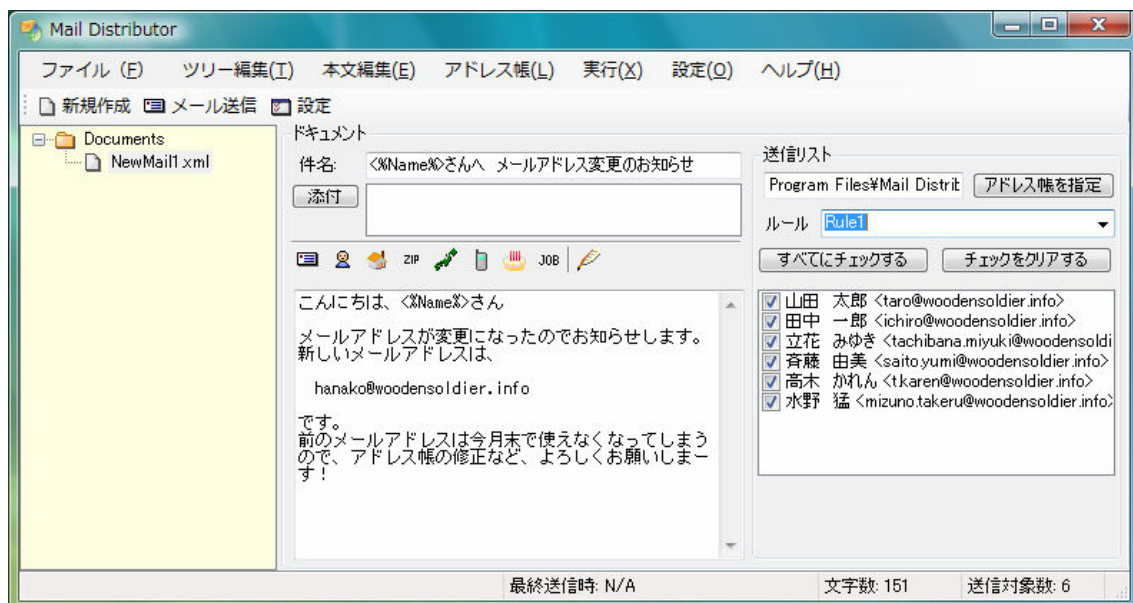 Mail Distributor
ファイル (F) ツリー編集(T) 本文編集(E) アドレス帳(L) 実行(X) 設定(O) ヘルプ(H)
新規作成 メール送信 設定
Documents
NewMail1.xml
ドキュメント
件名: <%Name%>さんへ メールアドレス変更のお知らせ
添付
ZIP JOB
こんにちは、<%Name%>さん
メールアドレスが変更になったのでお知らせします。
新しいメールアドレスは、
hanako@woodensoldier.info
です。
前のメールアドレスは今月末で使えなくなってしまう
ので、アドレス帳の修正など、よろしくお願いしまー
す!
送信リスト
Program Files¥Mail Distrib アドレス帳を指定
ルール Rule1
すべてにチェックする チェックをクリアする
山田 太郎 <taro@woodensoldier.info>
田中 一郎 <ichiro@woodensoldier.info>
立花 みゆき <tachibana.miyuki@woodensoldi
斉藤 由美 <saito.yumi@woodensoldier.info>
高木 かれん <t.karen@woodensoldier.info>
水野 猛 <mizuno.takeru@woodensoldier.info>
最終送信時: N/A 文字数: 151 送信対象数: 6